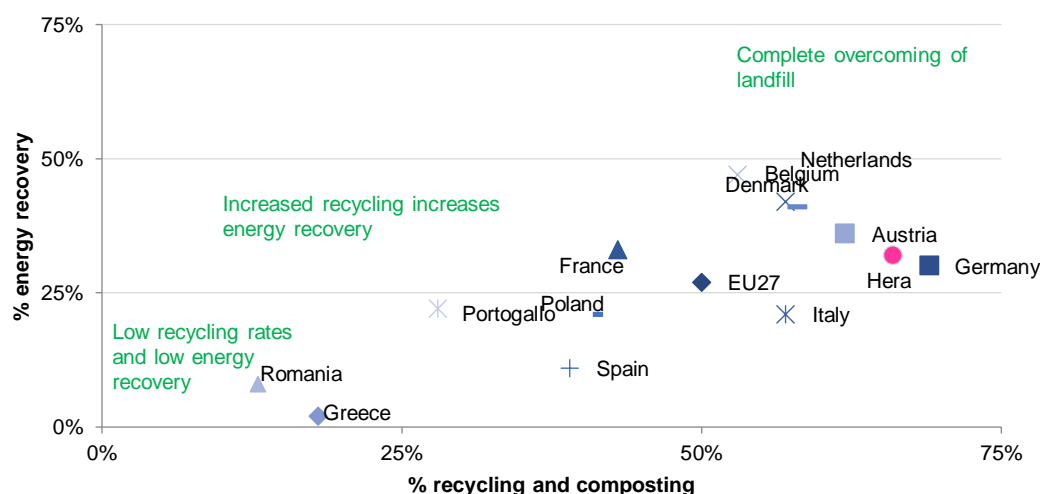 75%
Complete overcoming of
landfill
50%
Netherlands
Belgium
Denmark
Increased recycling increases
energy recovery
Austria
France
Hera
Germany
EU27
25%
Poland
Portogallo
Italy
Low recycling rates
and low energy
recovery
Romania
Spain
Greece
0%
% energy recovery
0%
25%
50%
75%
% recycling and composting